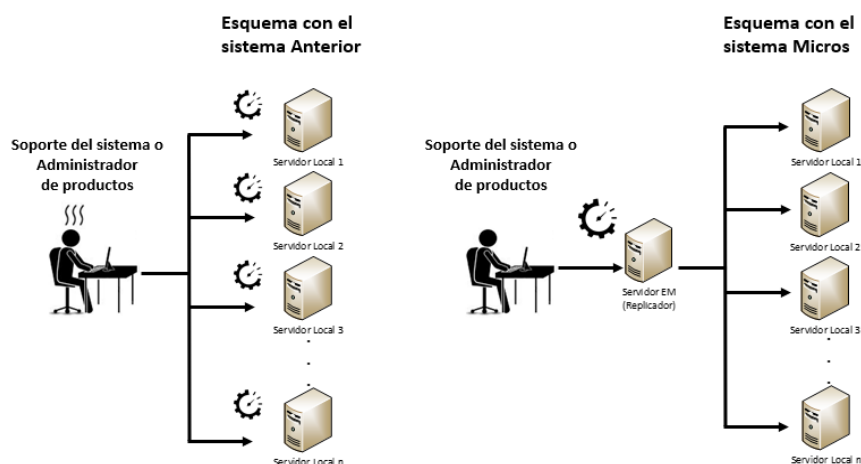 Esquema con el
sistema Anterior
Soporte del sistema o
Administrador
de productos
Servidor Local 1
Servidor Local 2
Servidor Local 3
Servidor Local n
Esquema con el
sistema Micros
Soporte del sistema o
Administrador
de productos
Servidor EM
(Replicador)
Servidor Local 1
Servidor Local 2
Servidor Local 3
Servidor Local n